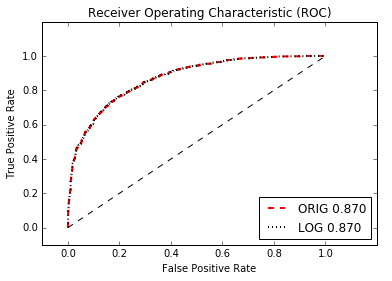 Receiver Operating Characteristic (ROC)
True Positive Rate
1.0
0.8
0.6
0.4
0.2
0.0
ORIG 0.870
LOG 0.870
0.0 0.2 0.4 0.6 0.8 1.0
False Positive Rate